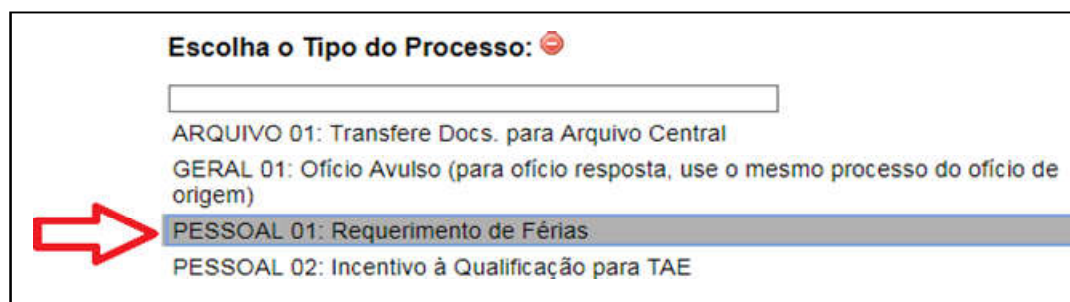 Escolha o Tipo do Processo:
ARQUIVO 01: Transfere Docs. para Arquivo Central
GERAL 01: Ofício Avulso (para ofício resposta, use o mesmo processo do ofício de
origem)
PESSOAL 01: Requerimento de Férias
PESSOAL 02: Incentivo à Qualificação para TAE